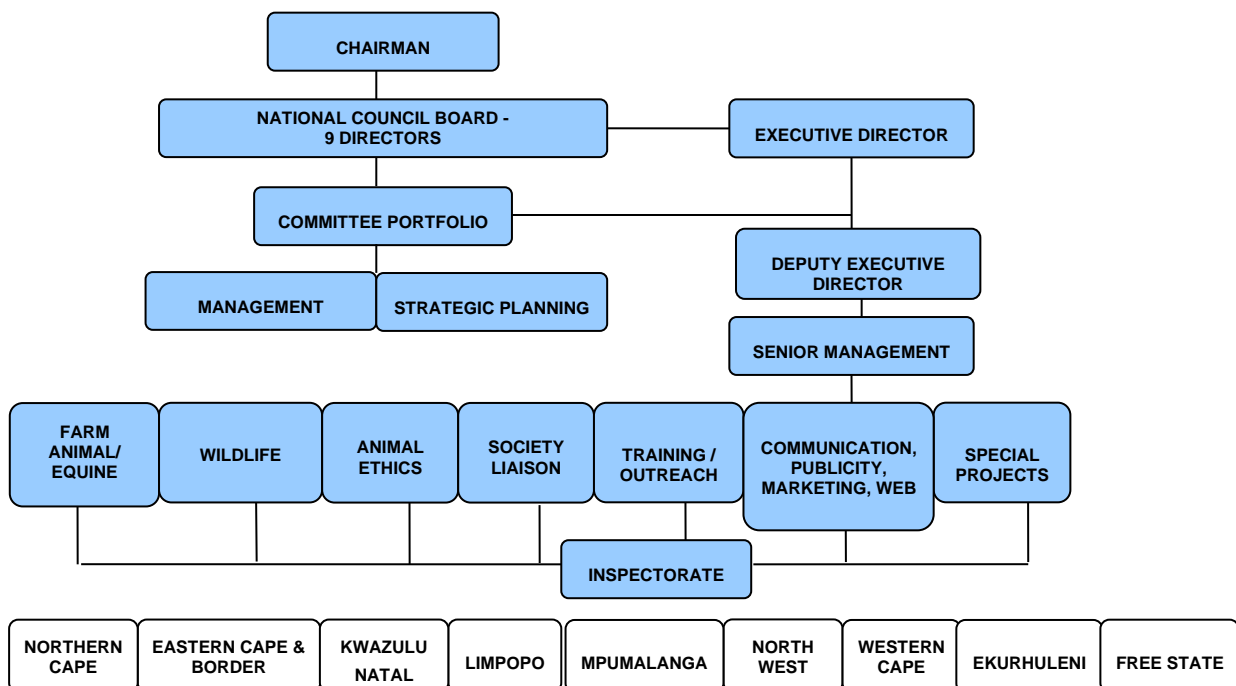 CHAIRMAN
NATIONAL COUNCIL BOARD -
9 DIRECTORS
EXECUTIVE DIRECTOR
COMMITTEE PORTFOLIO
DEPUTY EXECUTIVE
DIRECTOR
MANAGEMENT
STRATEGIC PLANNING
SENIOR MANAGEMENT
FARM
ANIMAL/
EQUINE
WILDLIFE
ANIMAL
ETHICS
SOCIETY
LIAISON
TRAINING /
OUTREACH
COMMUNICATION,
PUBLICITY,
MARKETING, WEB
SPECIAL
PROJECTS
INSPECTORATE
NORTHERN
CAPE
EASTERN CAPE &
BORDER
KWAZULU
NATAL
LIMPOPO
MPUMALANGA
NORTH
WEST
WESTERN
CAPE
EKURHULENI
FREE STATE